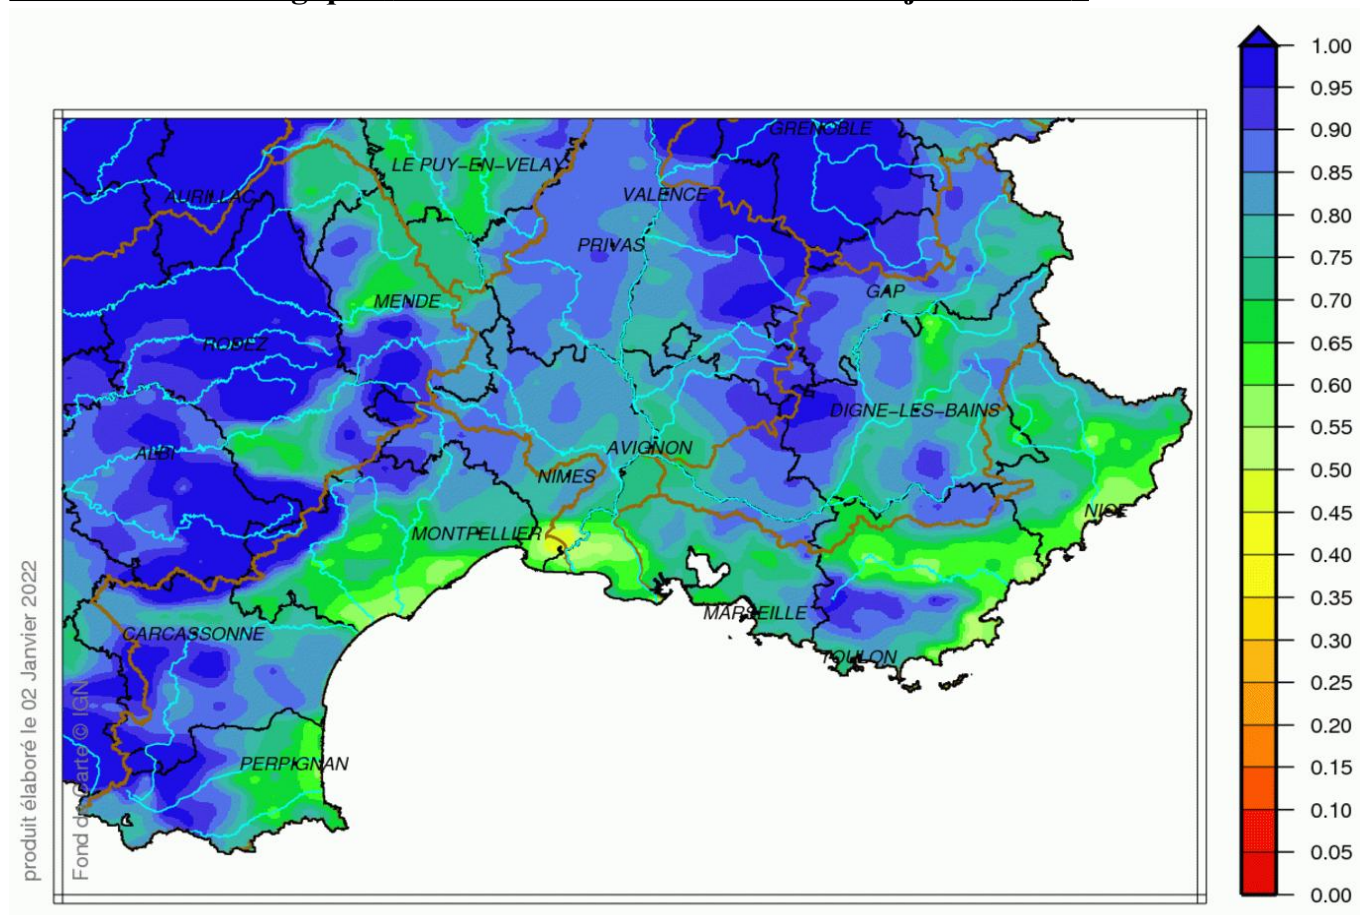 1.00
0.95
0.90
0.85
0.80
0.75
0.70
0.65
0.60
0.55
0.50
0.45
0.40
0.35
0.30
0.25
0.20
0.15
0.10
0.05
0.00
GRENOBLE
LE PUY-EN-VELAY
AURILLAC
VALENCE
PRIVAS
GAP
MENDE
RODEZ
DIGNE-LES-BAINS
AVIGNON
ALBI
NIMES
NICE
MONTPELLIER
MARSEILLE
CARCASSONNE
TOULON
PERPIGNAN
produit élaboré le 02 Janvier 2022
Fond de Carte © IGN